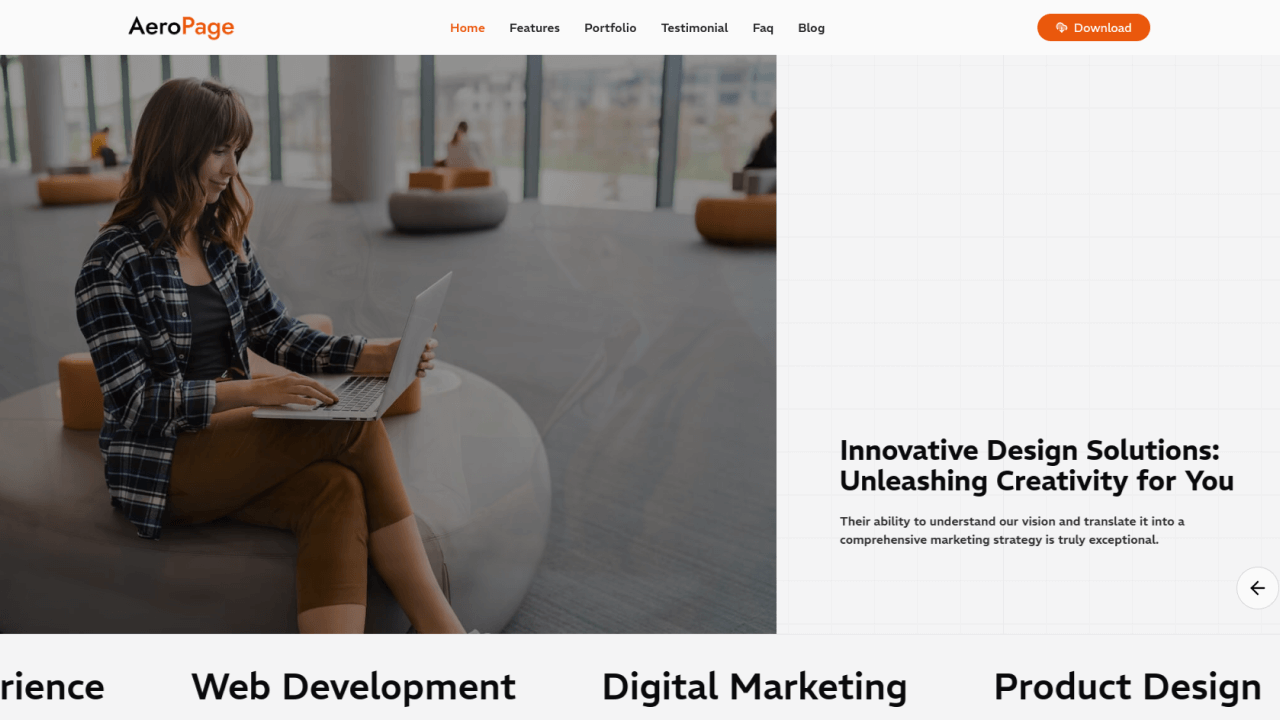 AeroPage
Home Features Portfolio Testimonial Faq Blog
Download
Innovative Design Solutions:
Unleashing Creativity for You
Their ability to understand our vision and translate it into a
comprehensive marketing strategy is truly exceptional.
rience Web Development Digital Marketing Product Design